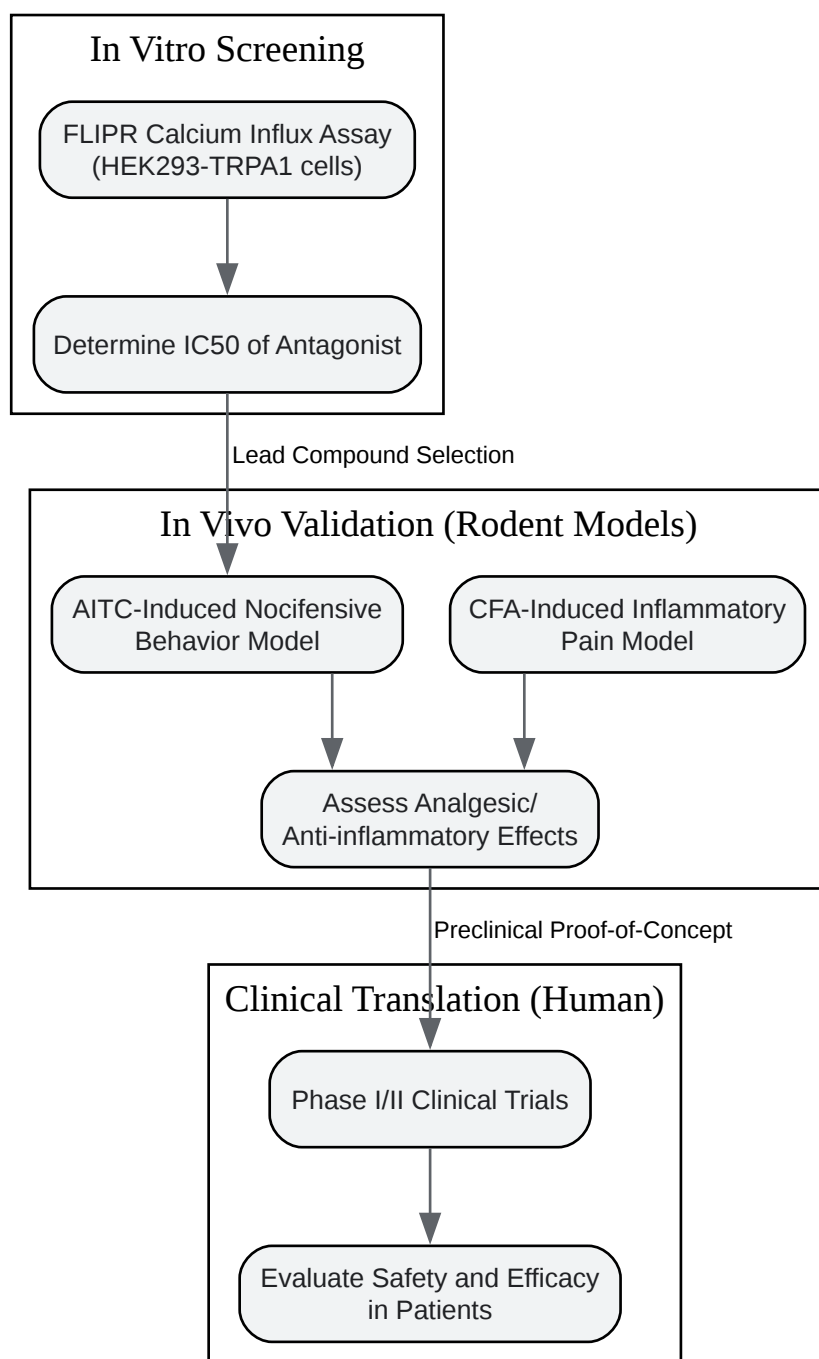 In Vitro Screening
FLIPR Calcium Influx Assay
(HEK293-TRPA1 cells)
Determine IC50 of Antagonist
Lead Compound Selection
In Vivo Validation (Rodent Models)
AITC-Induced Nocifensive
Behavior Model
CFA-Induced Inflammatory
Pain Model
Assess Analgesic/
Anti-inflammatory Effects
Preclinical Proof-of-Concept
Clinical Translation (Human)
Phase I/II Clinical Trials
Evaluate Safety and Efficacy
in Patients